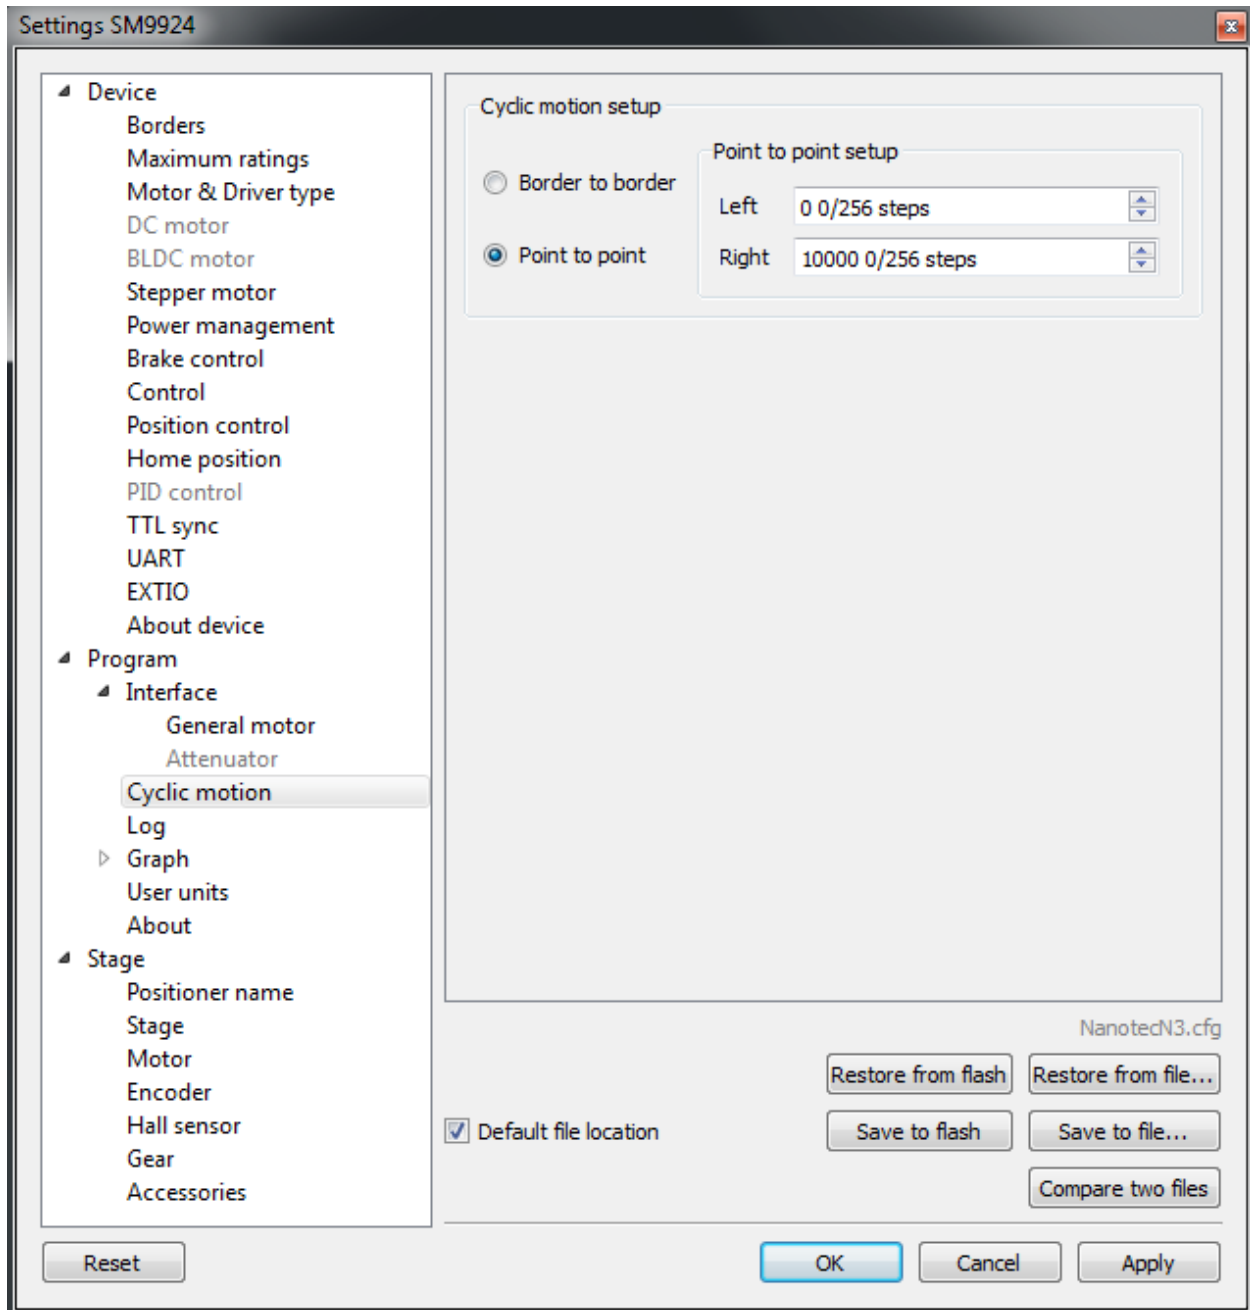 Settings SM9924
Device
Borders
Maximum ratings
Motor & Driver type
DC motor
BLDC motor
Stepper motor
Power management
Brake control
Control
Position control
Home position
PID control
TTL sync
UART
EXTIO
About device
Program
Interface
General motor
Attenuator
Cyclic motion
Log
Graph
User units
About
Stage
Positioner name
Stage
Motor
Encoder
Hall sensor
Gear
Accessories
Cyclic motion setup
Border to border
Point to point
Point to point setup
Left 0 0/256 steps
Right 10000 0/256 steps
NanotecN3.cfg
Restore from flash Restore from file...
Default file location Save to flash Save to file...
Compare two files
Reset OK Cancel Apply